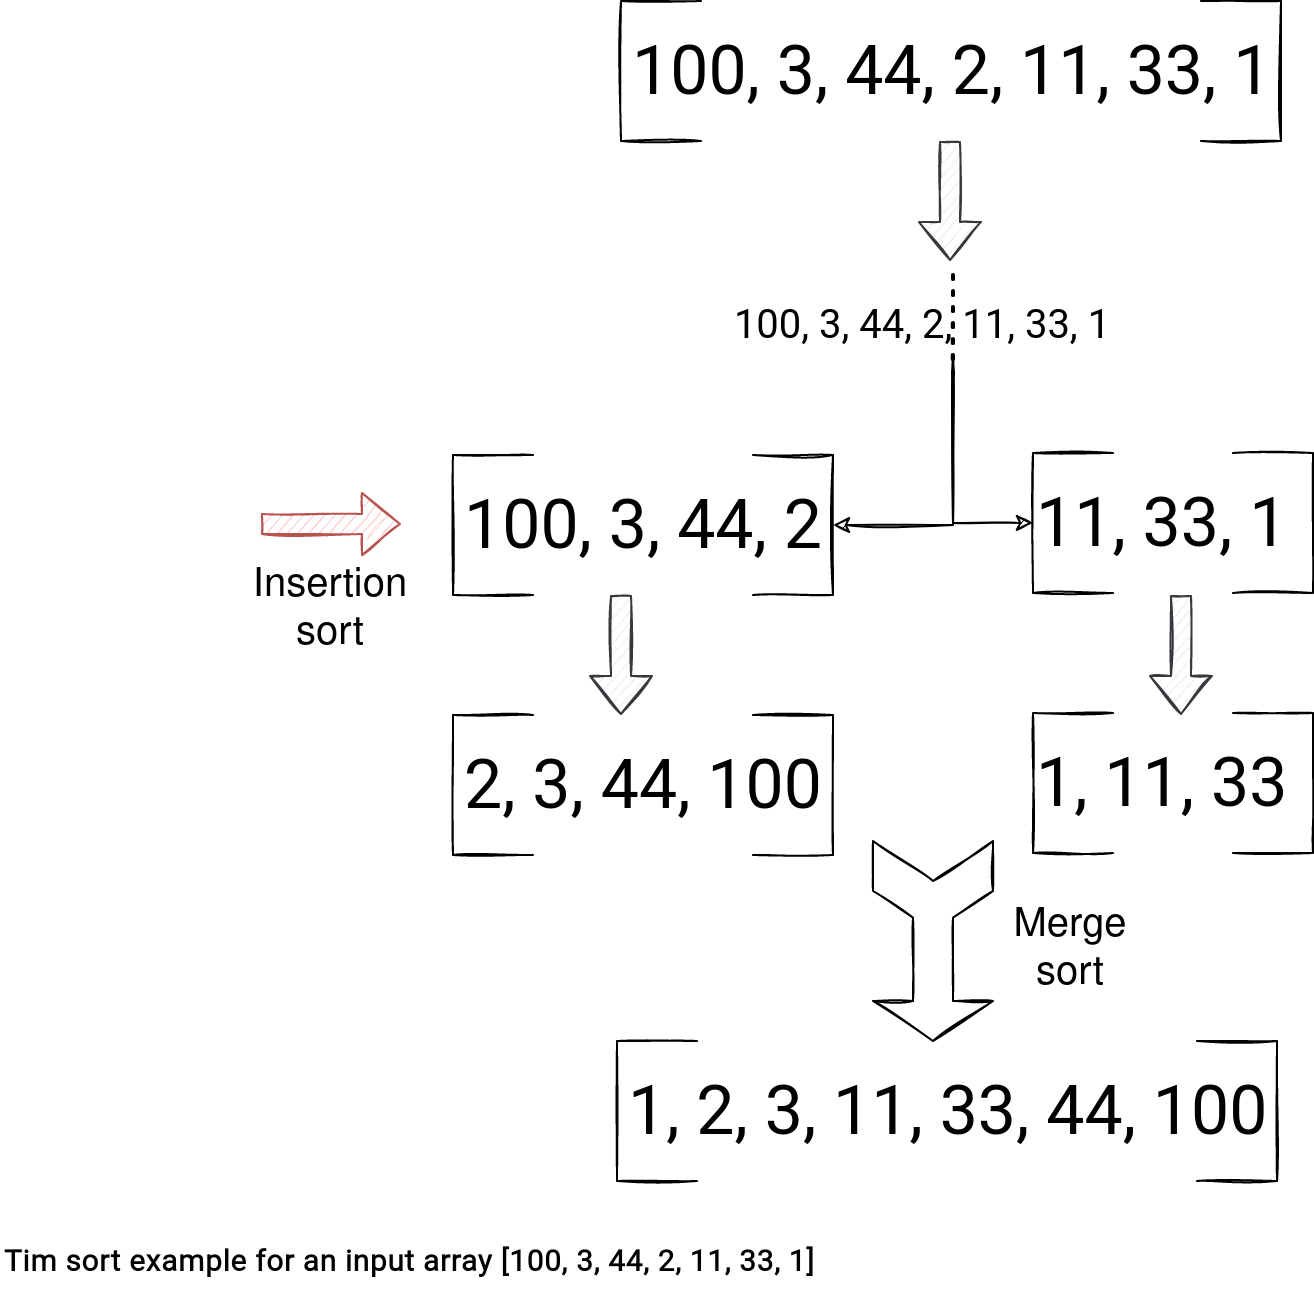 100, 3, 44, 2, 11, 33, 1
100, 3, 44, 2, 11, 33, 1
100, 3, 44, 2
11, 33, 1
Insertion
sort
2, 3, 44, 100
1, 11, 33
Merge
sort
1, 2, 3, 11, 33, 44, 100
Tim sort example for an input array [100, 3, 44, 2, 11, 33, 1]